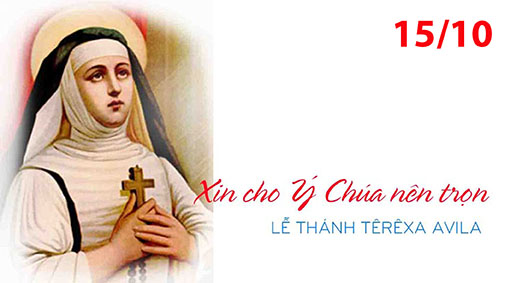 15/10
Xin cho Ý Chúa nên trọn
LỄ THÁNH TÊRÊXA AVILA